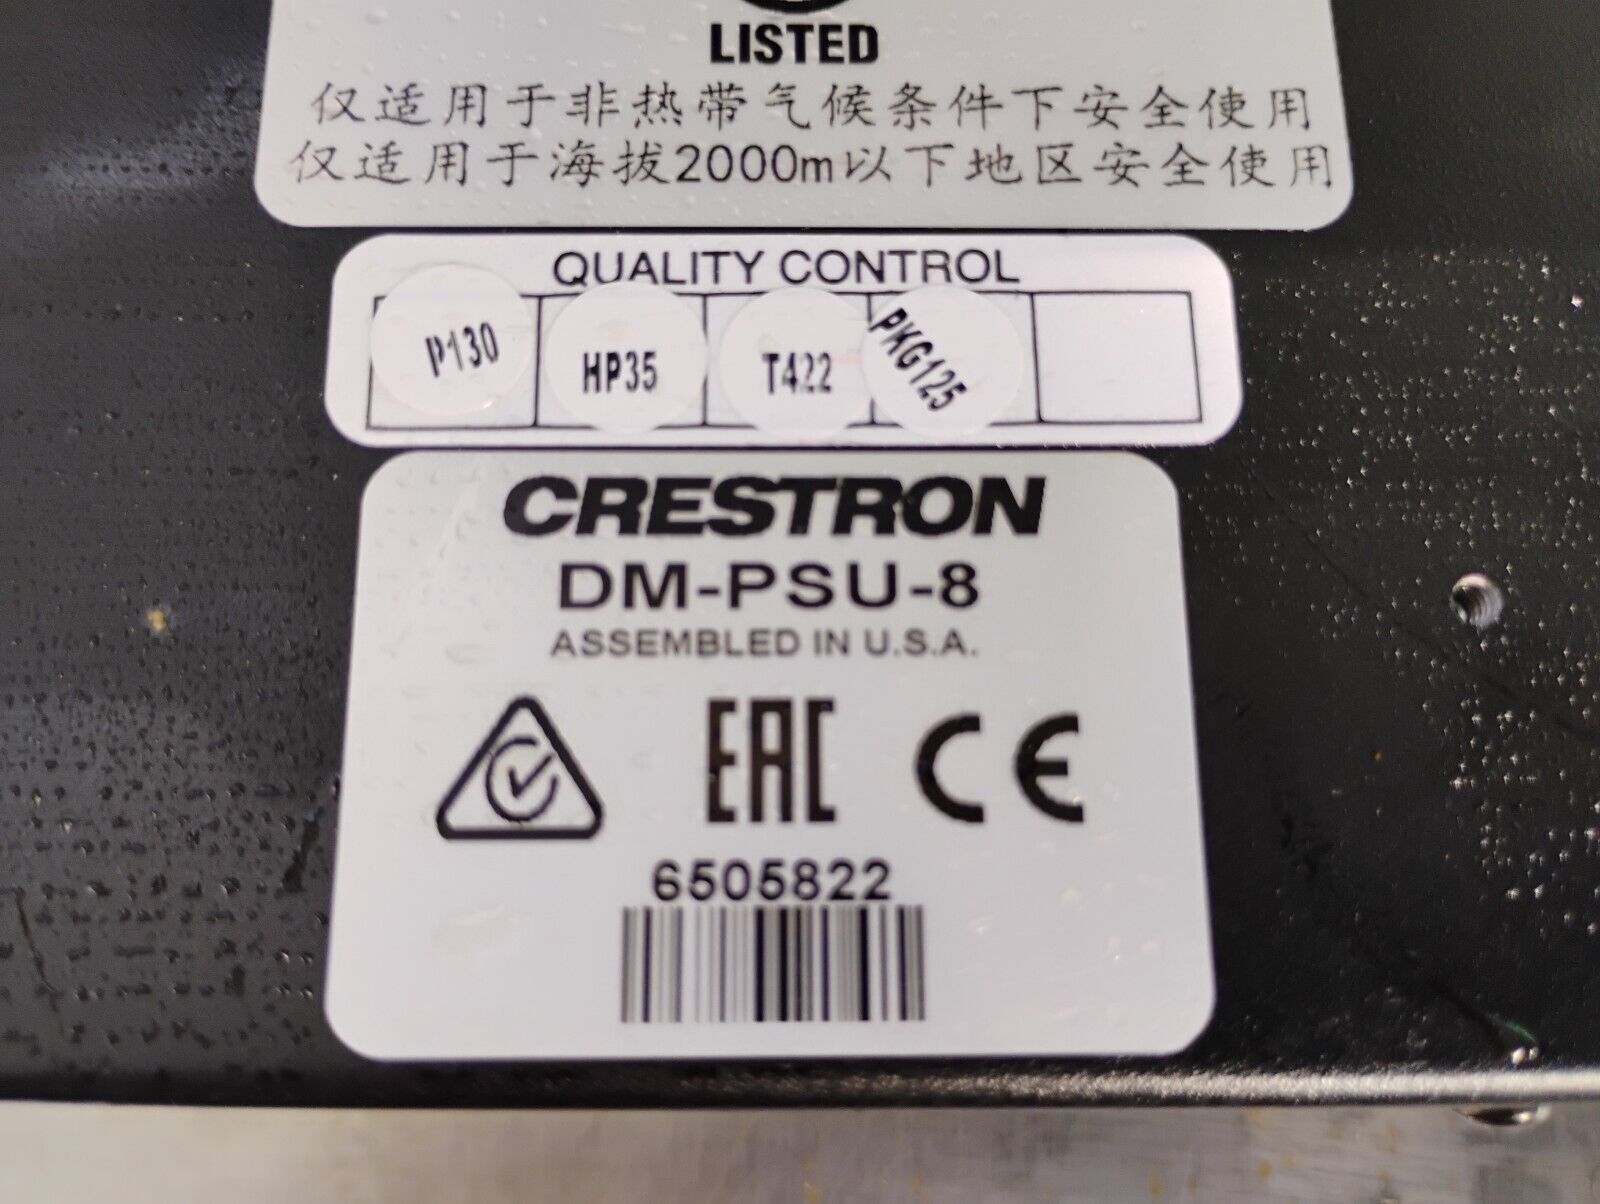 LISTED
仅适用于非热带气候条件下安全使用
仅适用于海拔2000m以下地区安全使用
QUALITY CONTROL
P130 HP35 T422 PKG125
CRESTRON
DM-PSU-8
ASSEMBLED IN U.S.A.
EAC CE
6505822